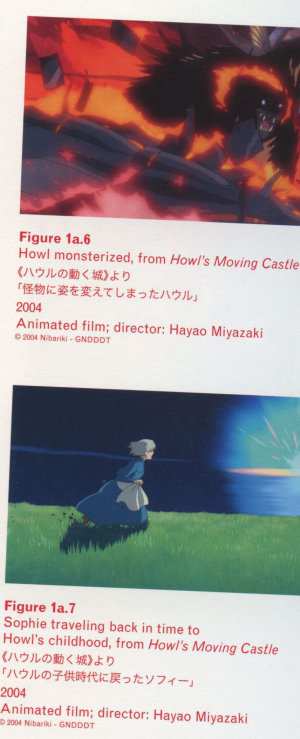 Figure 1a.6
Howl monsterized, from Howl's Moving Castle
《ハウルの動く城》より
「怪物に姿を変えてしまったハウル」
2004
Animated film; director: Hayao Miyazaki
© 2004 Nibariki - GNDDDT
Figure 1a.7
Sophie traveling back in time to
Howl's childhood, from Howl's Moving Castle
《ハウルの動く城》より
「ハウルの子供時代に戻ったソフィー」
2004
Animated film; director: Hayao Miyazaki
© 2004 Nibariki - GNDDDT